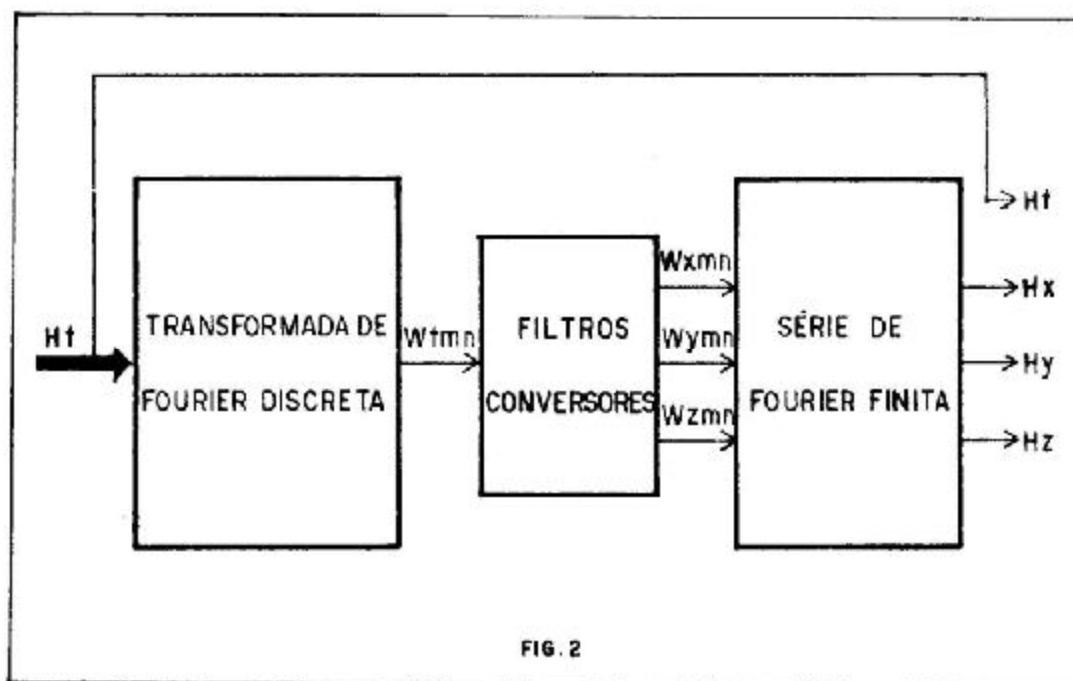 Ht
TRANSFORMADA DE
FOURIER DISCRETA
Wtmn
FILTROS
CONVERSORES
Wxmn
Wymn
Wzmn
SÉRIE DE
FOURIER FINITA
Ht
Hx
Hy
Hz
FIG. 2